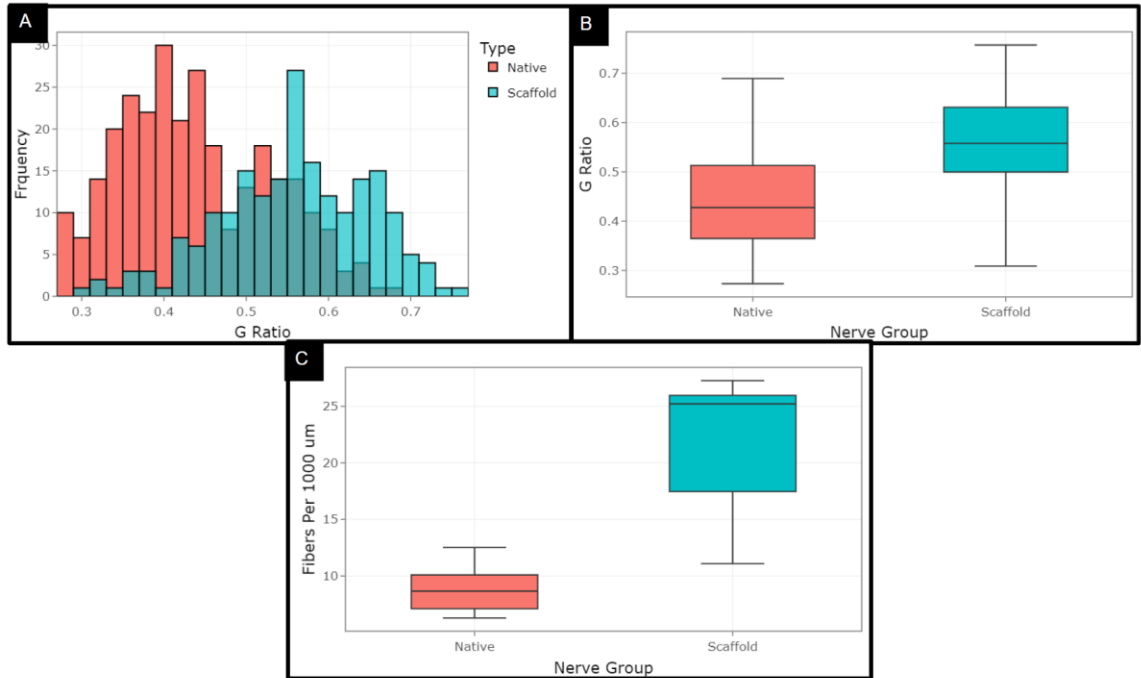 A
30
25
20
15
10
5
0
Frquency
0.3 0.4 0.5 0.6 0.7
G Ratio
Type
Native
Scaffold
B
0.7
0.6
0.5
0.4
0.3
G Ratio
Native Scaffold
Nerve Group
C
25
20
15
10
Fibers Per 1000 um
Native Scaffold
Nerve Group